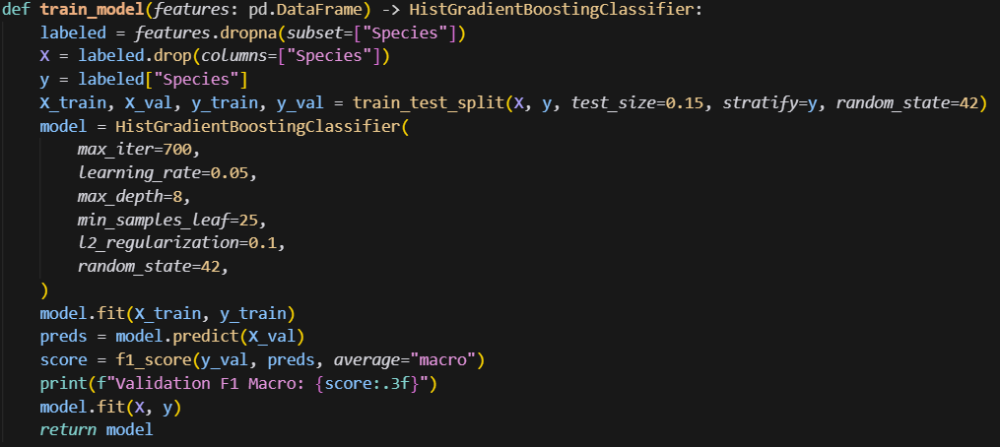 def train_model(features: pd.DataFrame) -> HistGradientBoostingClassifier:
    labeled = features.dropna(subset=["Species"])
    X = labeled.drop(columns=["Species"])
    y = labeled["Species"]
    X_train, X_val, y_train, y_val = train_test_split(X, y, test_size=0.15, stratify=y, random_state=42)
    model = HistGradientBoostingClassifier(
        max_iter=700,
        learning_rate=0.05,
        max_depth=8,
        min_samples_leaf=25,
        l2_regularization=0.1,
        random_state=42,
    )
    model.fit(X_train, y_train)
    preds = model.predict(X_val)
    score = f1_score(y_val, preds, average="macro")
    print(f"Validation F1 Macro: {score:.3f}")
    model.fit(X, y)
    return model